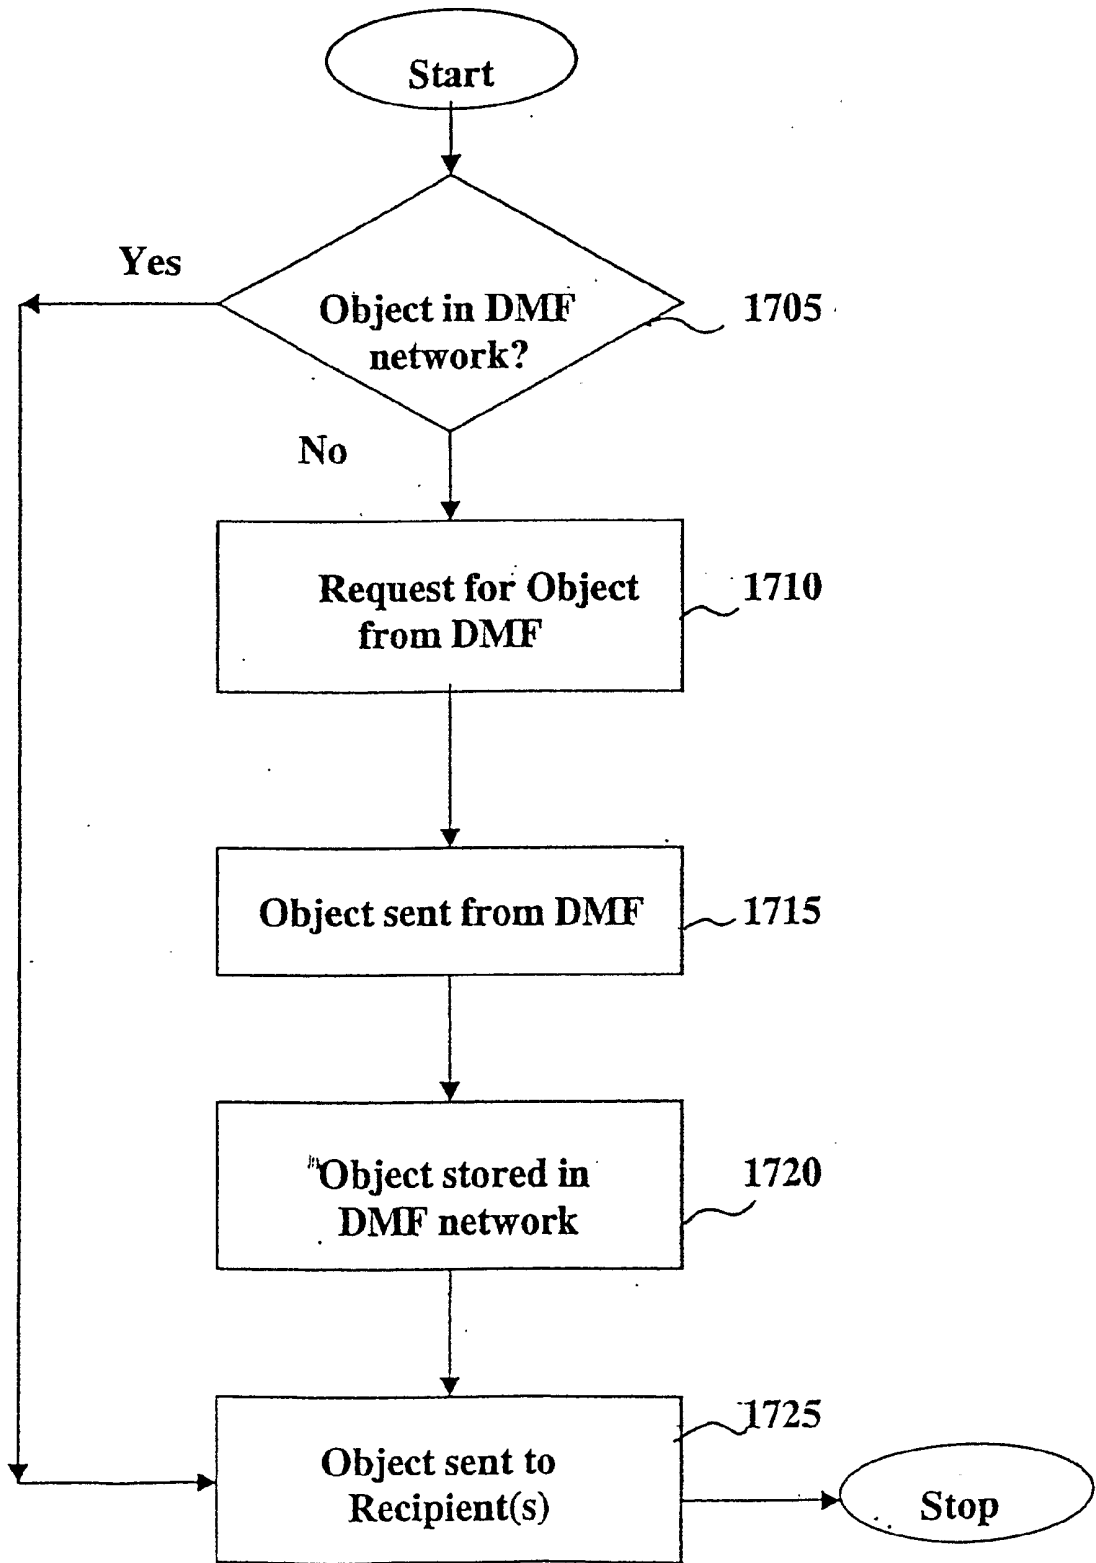 Start
Yes
Object in DMF
network?
1705
No
Request for Object
from DMF
1710
Object sent from DMF
1715
Object stored in
DMF network
1720
1725
Object sent to
Recipient(s)
Stop